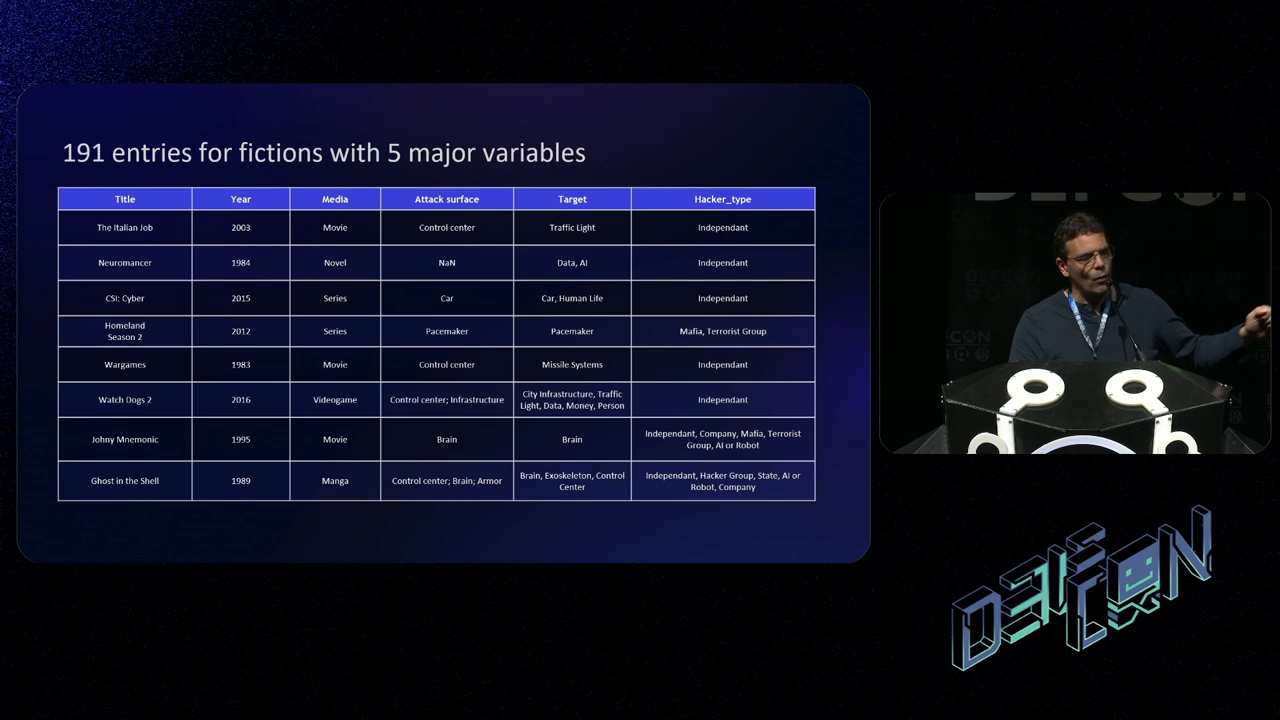 191 entries for fictions with 5 major variables
Title Year Media Attack surface Target Hacker_type
The Italian Job 2003 Movie Control center Traffic Light Independant
Neuromancer 1984 Novel NaN Data, AI Independant
CSI: Cyber 2015 Series Car Car, Human Life Independant
Homeland
Season 2 2012 Series Pacemaker Pacemaker Mafia, Terrorist Group
Wargames 1983 Movie Control center Missile Systems Independant
Watch Dogs 2 2016 Videogame Control center; Infrastructure City Infrastructure, Traffic
Light, Data, Money, Person Independant
Johny Mnemonic 1995 Movie Brain Brain Independant, Company, Mafia, Terrorist
Group, AI or Robot
Ghost in the Shell 1989 Manga Control center; Brain; Armor Brain, Exoskeleton, Control
Center Independant, Hacker Group, State, AI or
Robot, Company
DEFCON